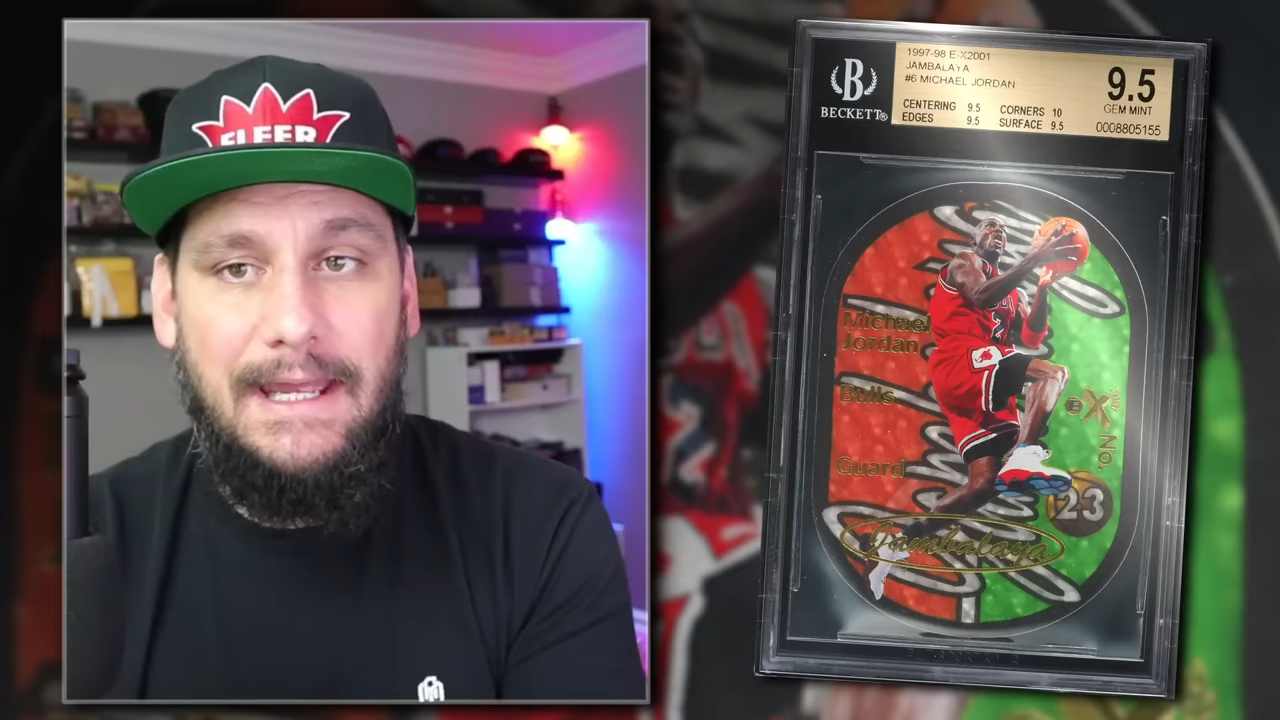 FLEER
BECKETT®
1997-98 E-X2001
JAMBALAYA
#6 MICHAEL JORDAN
CENTERING 9.5 CORNERS 10
EDGES 9.5 SURFACE 9.5
9.5
GEM MINT
0008805155
Michael
Jordan
Bulls
Guard
No.
23
Jambalaya